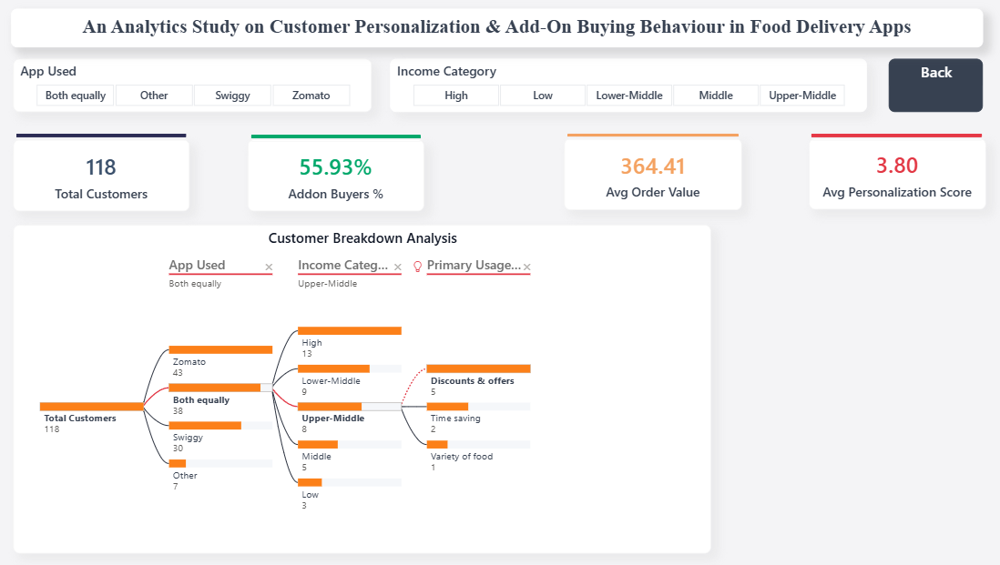 An Analytics Study on Customer Personalization & Add-On Buying Behaviour in Food Delivery Apps
App Used
Both equally
Other
Swiggy
Zomato
Income Category
High
Low
Lower-Middle
Middle
Upper-Middle
Back
118
Total Customers
55.93%
Addon Buyers %
364.41
Avg Order Value
3.80
Avg Personalization Score
Customer Breakdown Analysis
App Used
Both equally
Income Categ...
Upper-Middle
Primary Usage...
Total Customers
118
Zomato
43
Both equally
38
Swiggy
30
Other
7
High
13
Lower-Middle
9
Upper-Middle
8
Middle
5
Low
3
Discounts & offers
5
Time saving
2
Variety of food
1